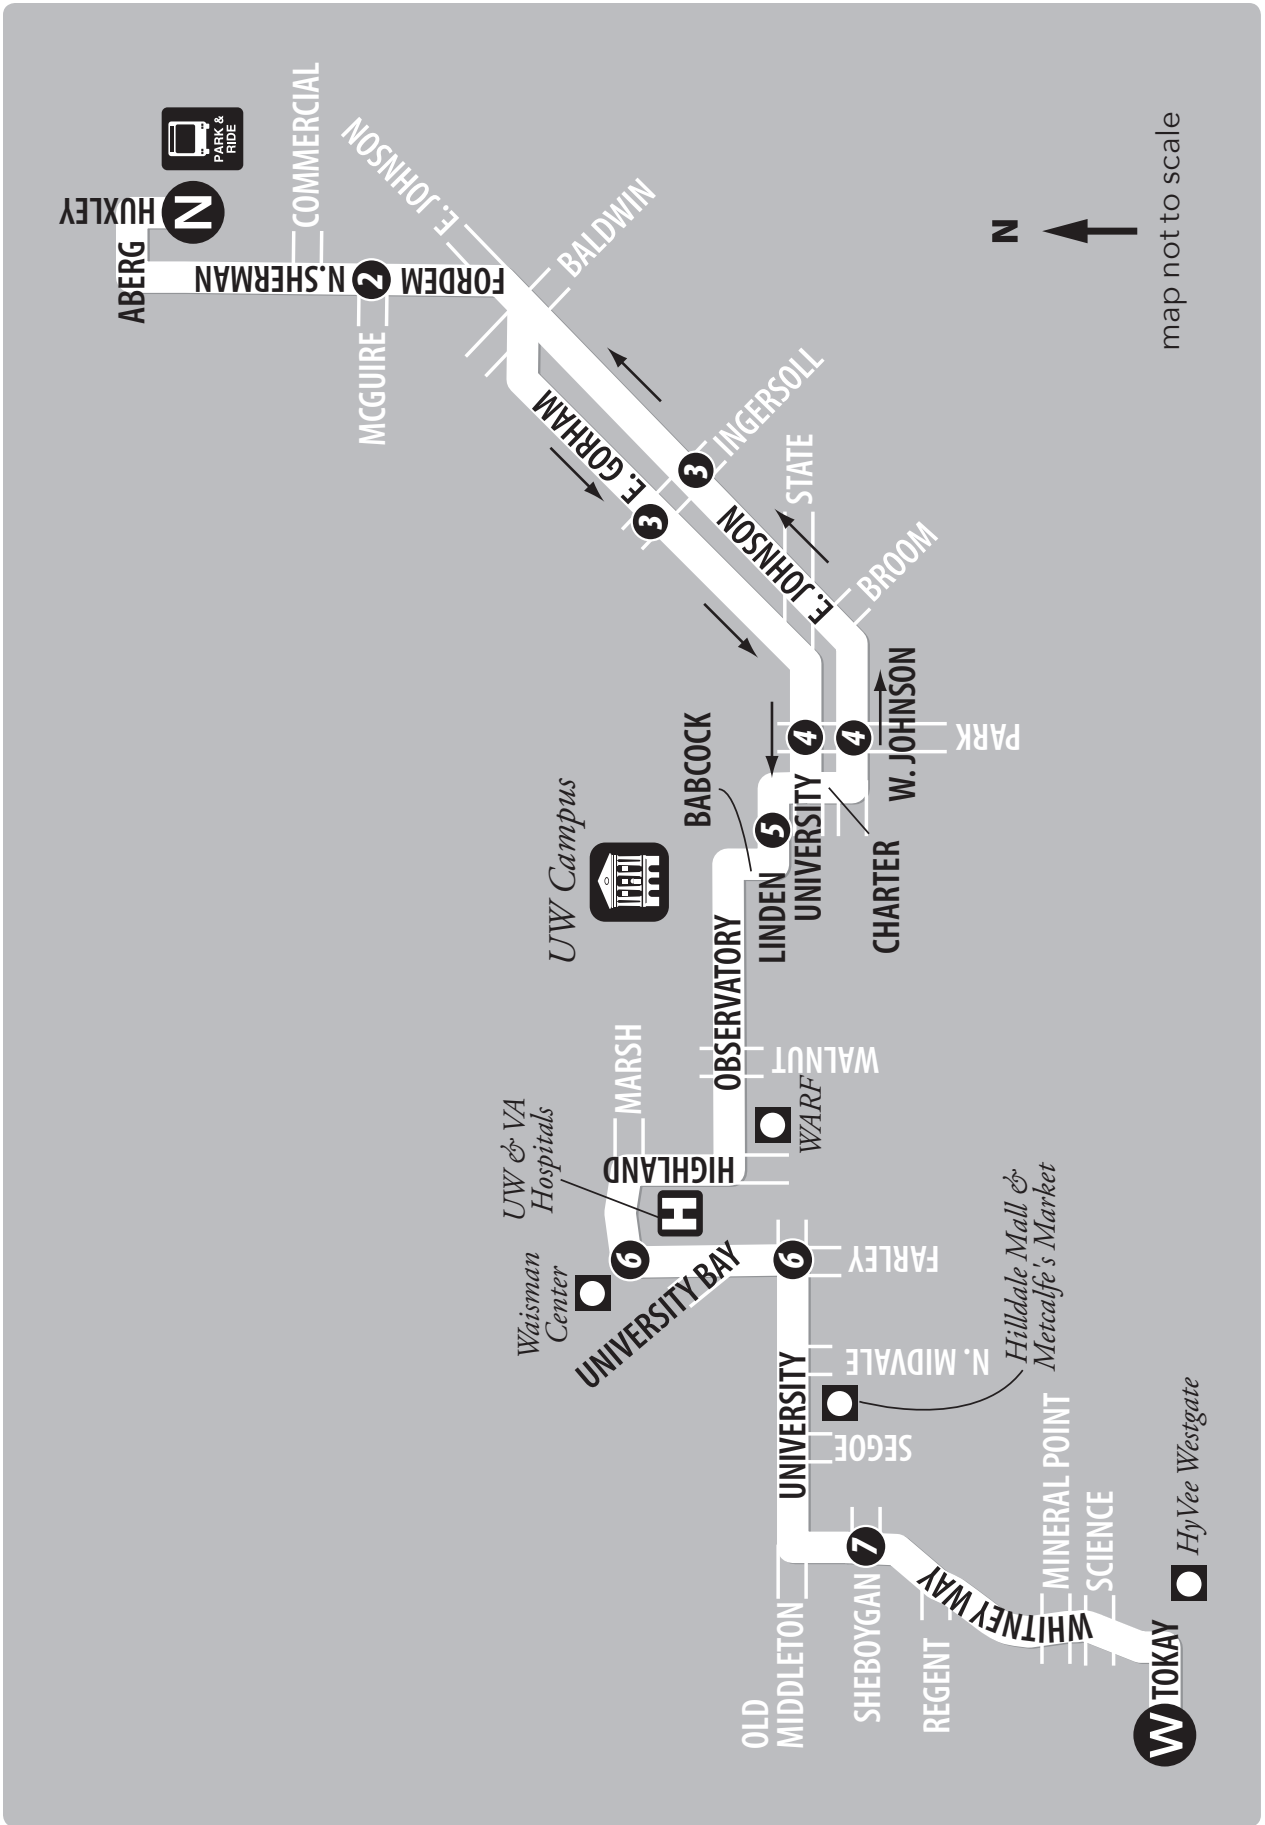 HUXLEY
N
PARK &
RIDE
ABERG
COMMERCIAL
N.SHERMAN
2
MCGUIRE
FORDEM
E. JOHNSON
BALDWIN
E. GORHAM
3
3
INGERSOLL
E. JOHNSON
STATE
BROOM
4
4
W. JOHNSON
PARK
BABCOCK
UW Campus
5
UNIVERSITY
LINDEN
CHARTER
OBSERVATORY
WALNUT
WARF
MARSH
HIGHLAND
UW & VA
Hospitals
H
6
Waisman
Center
UNIVERSITY BAY
6
FARLEY
N. MIDVALE
Hilldale Mall &
Metcalfe's Market
UNIVERSITY
SEGOE
OLD
MIDDLETON
7
SHEBOYGAN
REGENT
WHITNEY WAY
MINERAL POINT
SCIENCE
HyVee Westgate
TOKAY
W
N
map not to scale